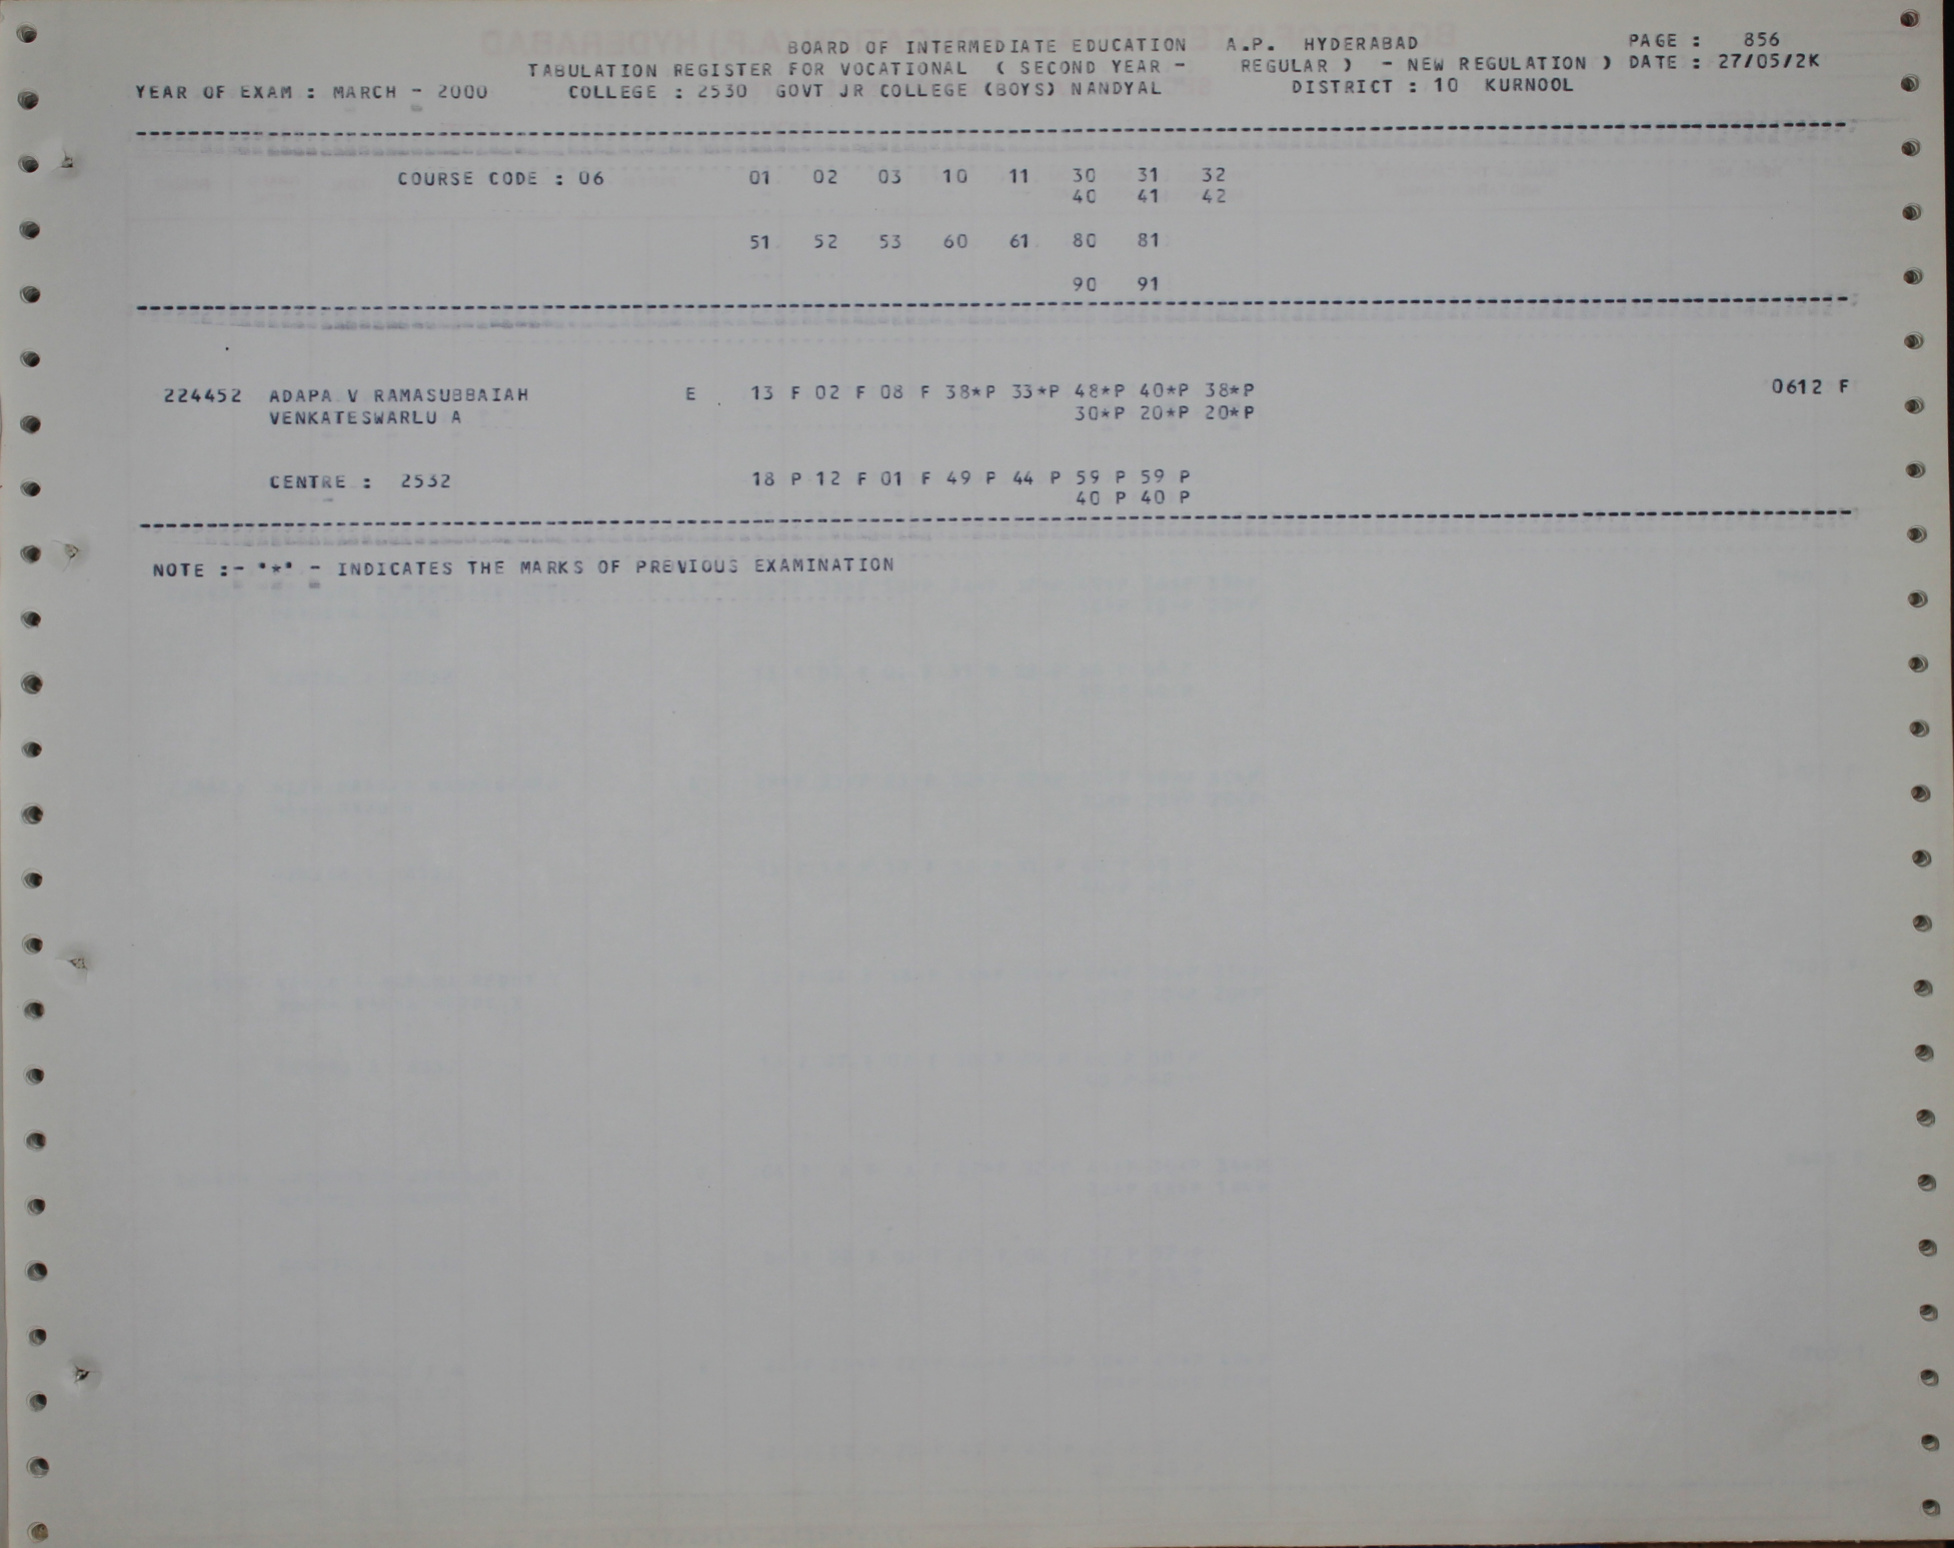 BOARD OF INTERMEDIATE EDUCATION A.P. HYDERABAD PAGE : 856
TABULATION REGISTER FOR VOCATIONAL ( SECOND YEAR - REGULAR ) - NEW REGULATION ) DATE : 27/05/2K
YEAR OF EXAM : MARCH - 2000 COLLEGE : 2530 GOVT JR COLLEGE (BOYS) NANDYAL DISTRICT : 10 KURNOOL
COURSE CODE : 06 01 02 03 10 11 30 31 32
40 41 42
51 52 53 60 61 80 81
90 91
224452 ADAPA V RAMASUBBAIAH E 13 F 02 F 08 F 38*P 33*P 48*P 40*P 38*P 0612 F
VENKATESWARLU A 30*P 20*P 20*P
CENTRE : 2532 18 P 12 F 01 F 49 P 44 P 59 P 59 P
40 P 40 P
NOTE :- "*" - INDICATES THE MARKS OF PREVIOUS EXAMINATION